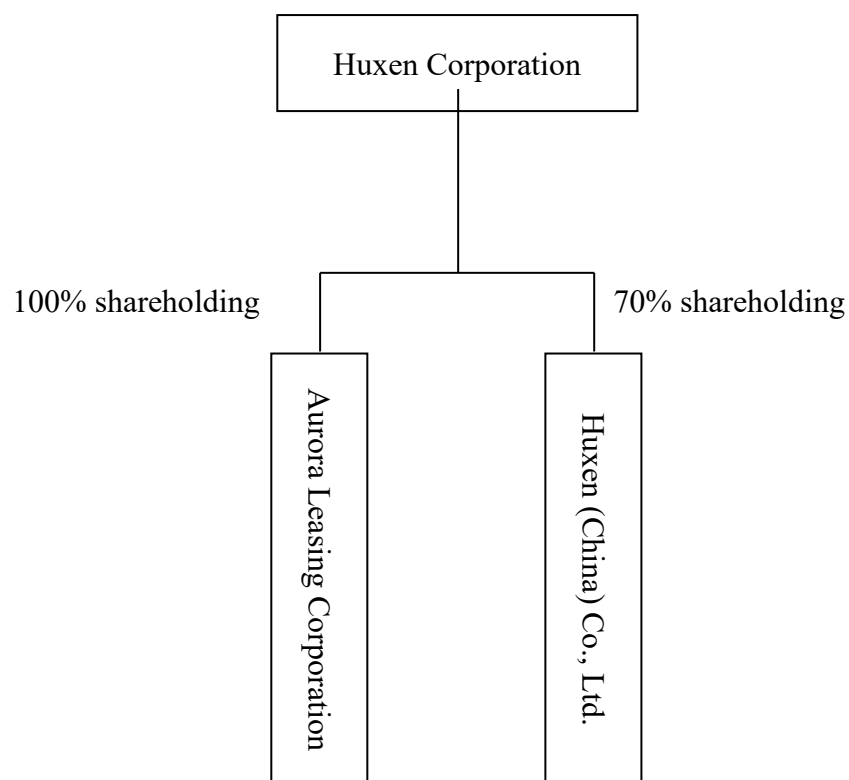 Huxen Corporation
100% shareholding
70% shareholding
Aurora Leasing Corporation
Huxen (China) Co., Ltd.